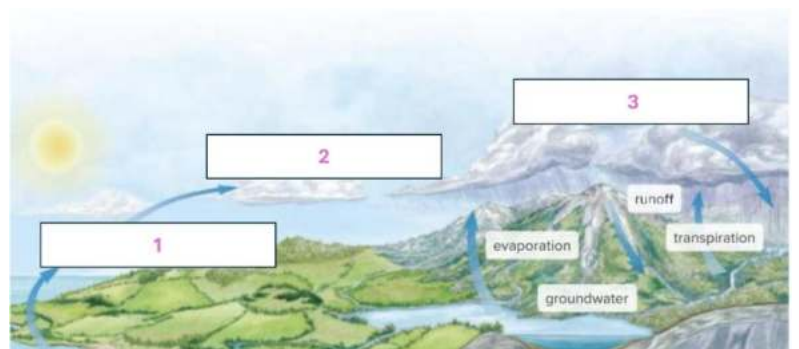 3
2
1
runoff
evaporation
transpiration
groundwater